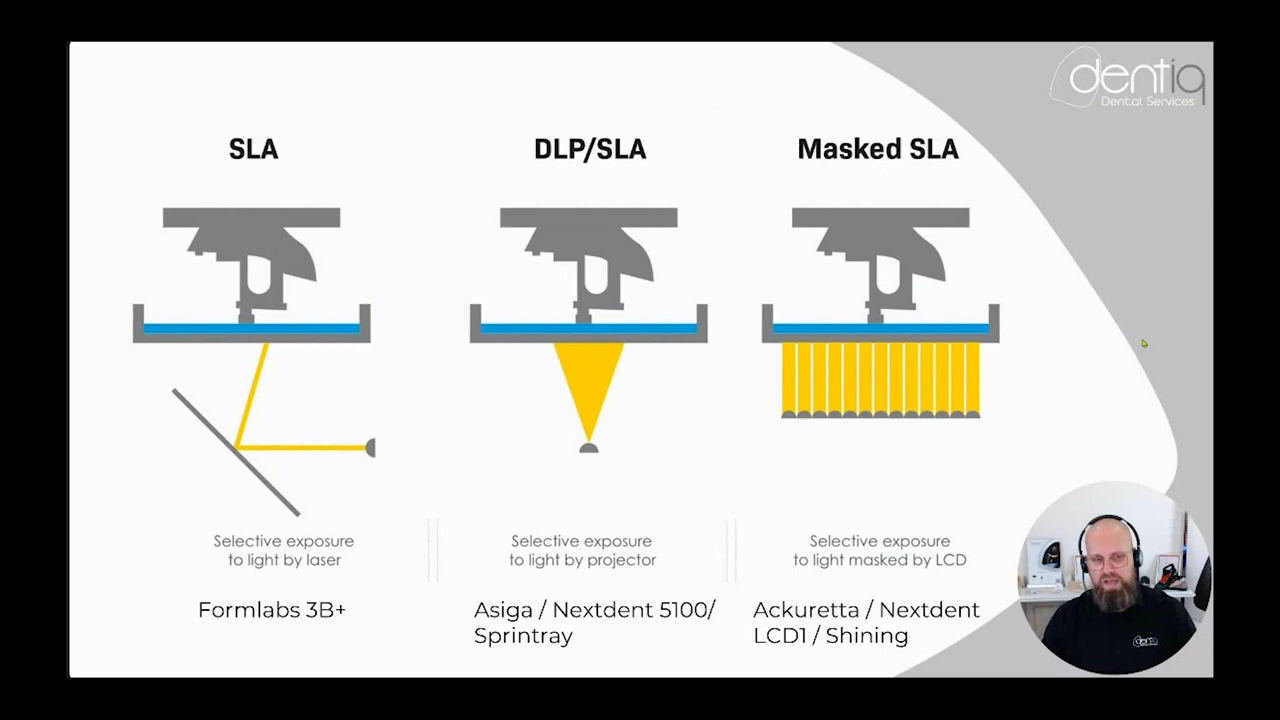 dentiq
Dental Services
SLA
DLP/SLA
Masked SLA
Selective exposure
to light by laser
Selective exposure
to light by projector
Selective exposure
to light masked by LCD
Formlabs 3B+
Asiga / Nextdent 5100/
Sprintray
Ackuretta / Nextdent
LCD1 / Shining
dentiq